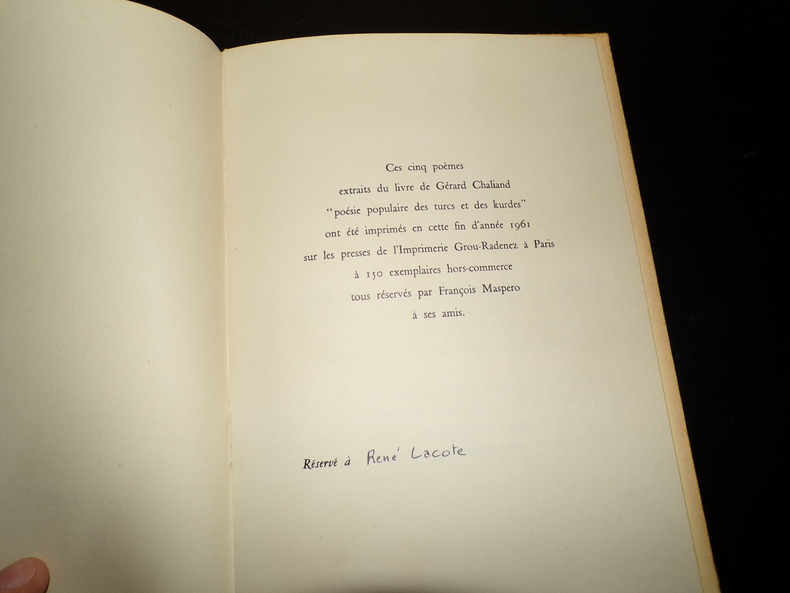 Ces cinq poèmes
extraits du livre de Gérard Chaliand
“poésie populaire des turcs et des kurdes”
ont été imprimés en cette fin d'année 1961
sur les presses de l'Imprimerie Grou-Radenez à Paris
à 150 exemplaires hors-commerce
tous réservés par François Maspero
à ses amis.
Réservé à René Lacote